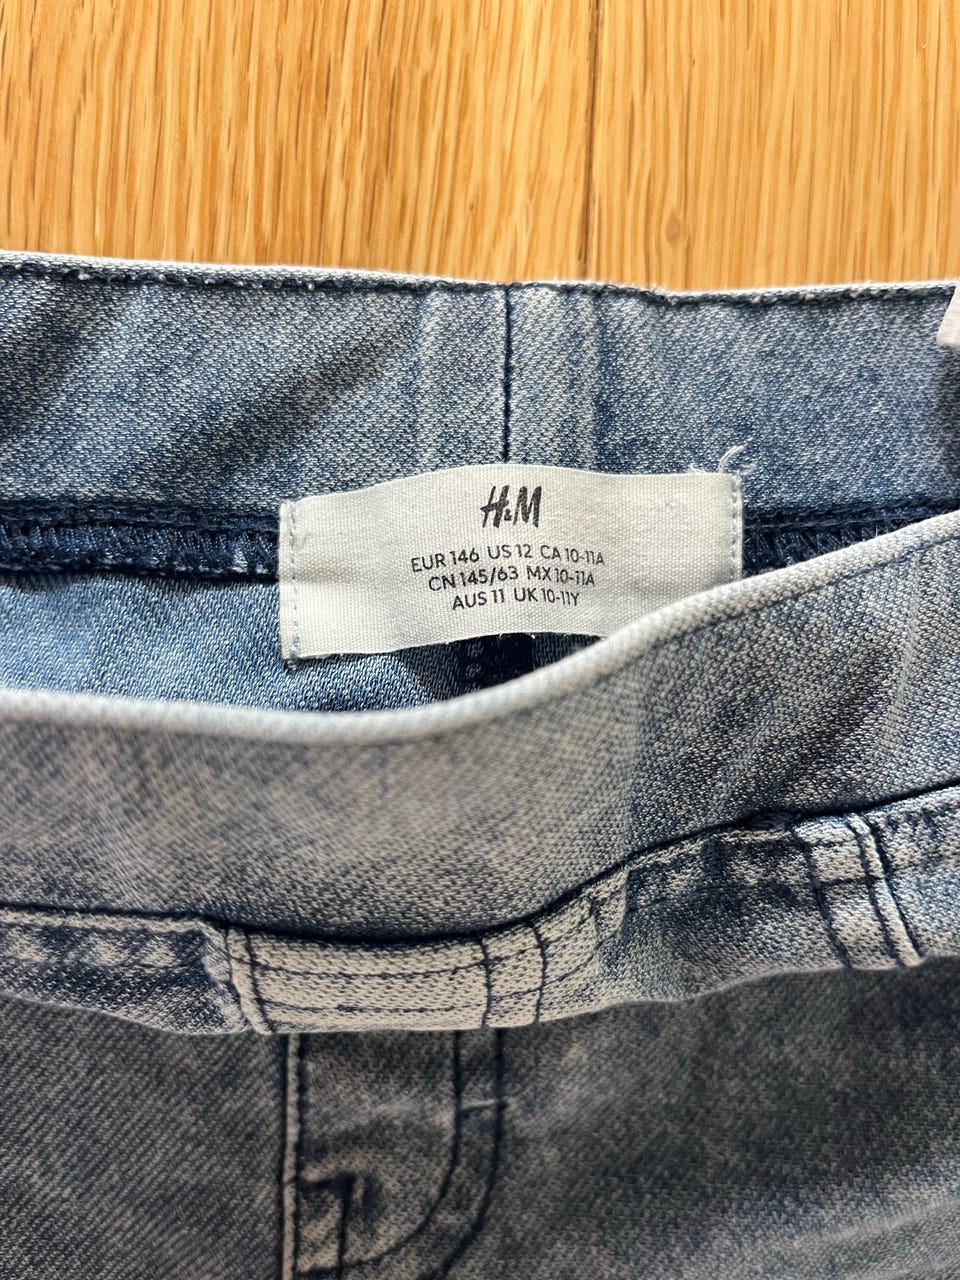 H&M
EUR 146 US 12 CA 10-11A
CN 145/63 MX 10-11A
AUS 11 UK 10-11Y